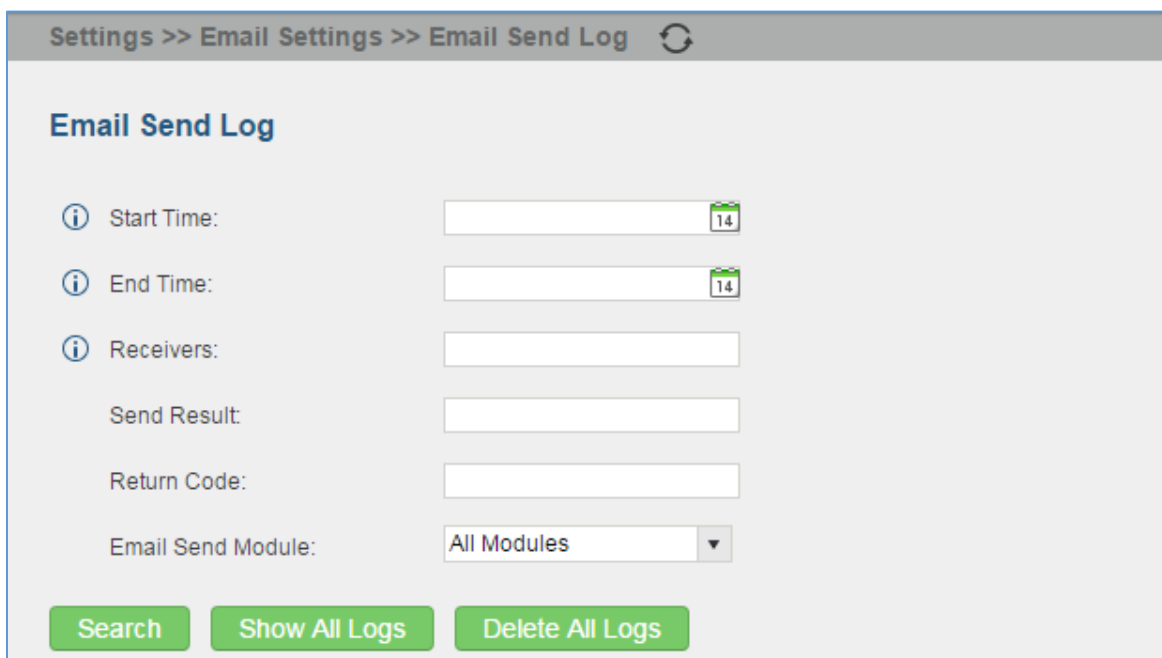 Settings >> Email Settings >> Email Send Log
Email Send Log
Start Time:
14
End Time:
14
Receivers:
Send Result:
Return Code:
Email Send Module:
All Modules
Search
Show All Logs
Delete All Logs